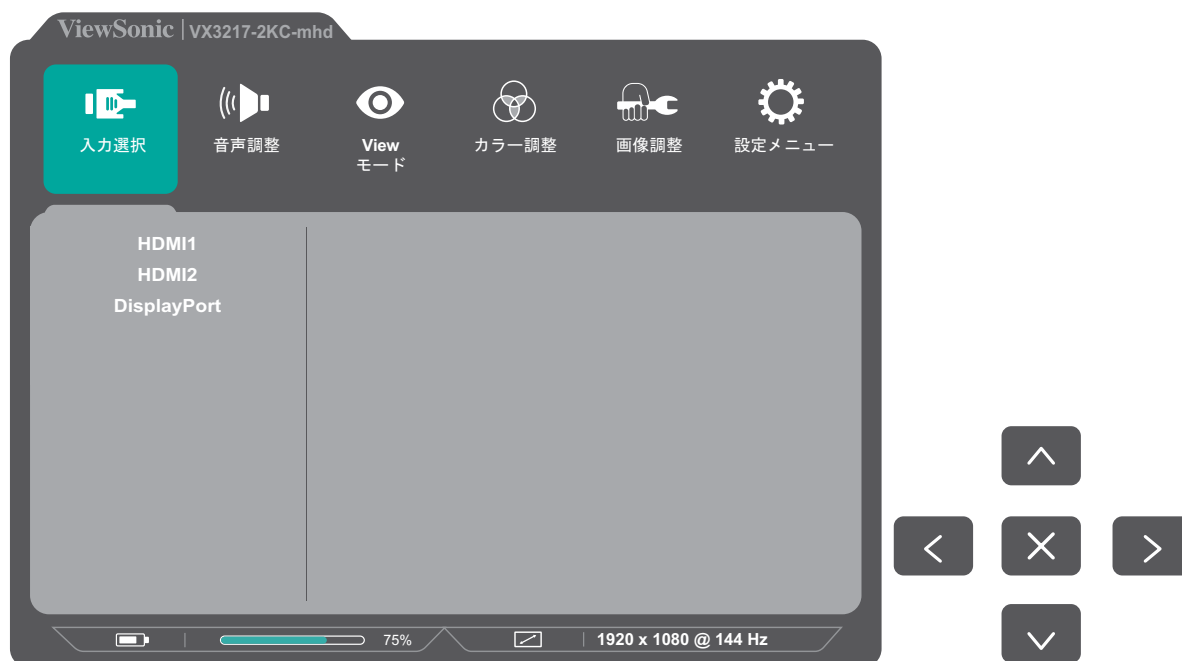 ViewSonic | VX3217-2KC-mhd
入力選択
音声調整
View
モード
カラー調整
画像調整
設定メニュー
HDMI1
HDMI2
DisplayPort
75%
1920 x 1080 @ 144 Hz